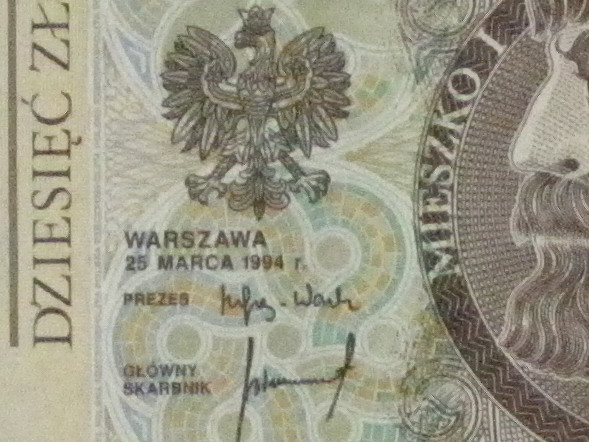 DZIESIĘĆ ZŁ
WARSZAWA
25 MARCA 1994 r.
PREZES
GŁÓWNY
SKARBNIK
MIESZKO I